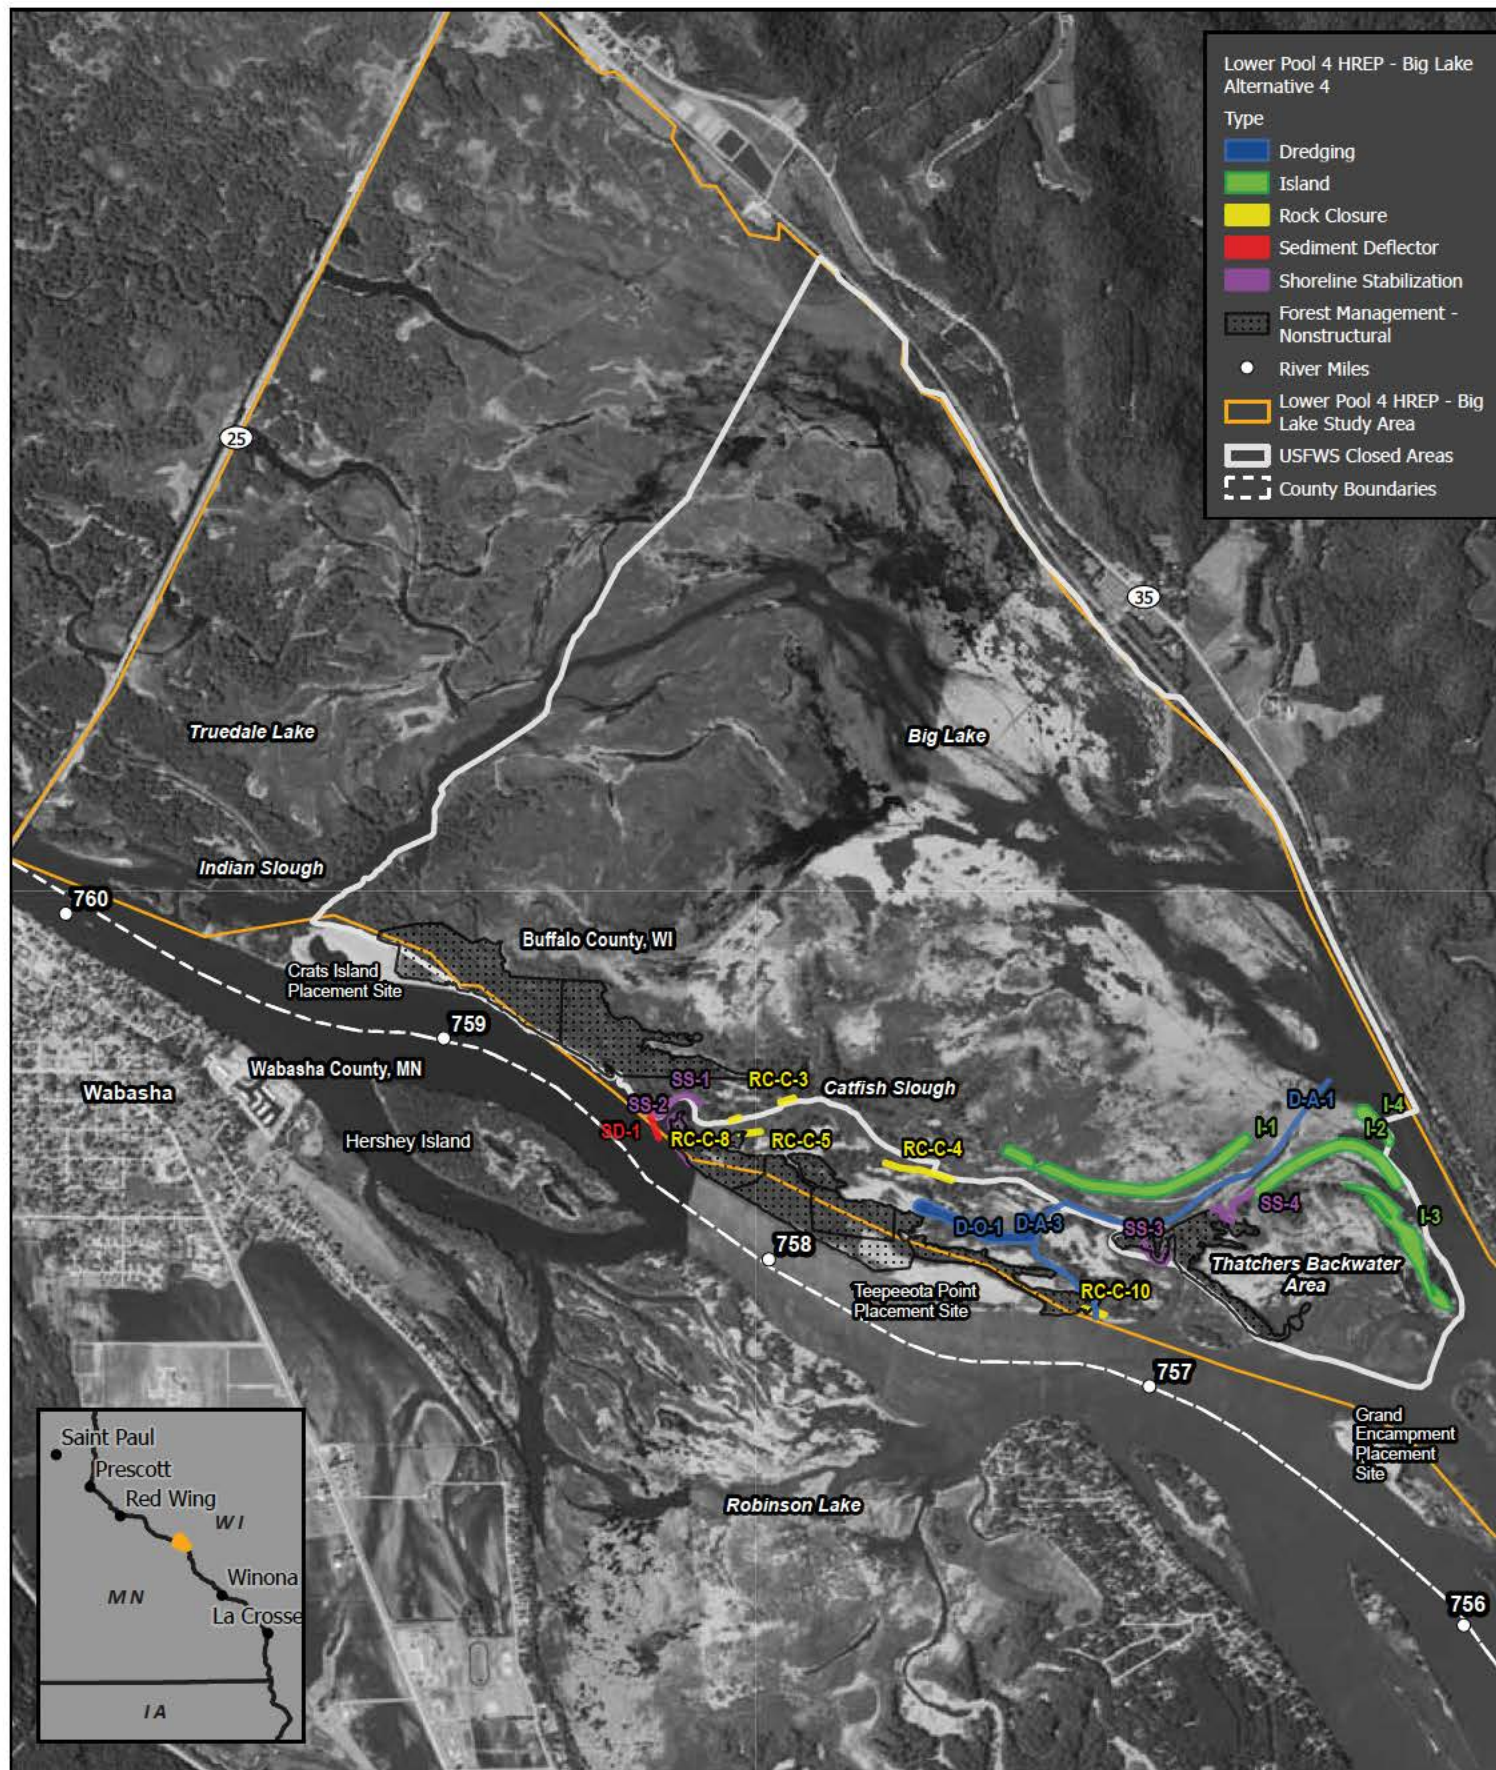 Lower Pool 4 HREP - Big Lake
Alternative 4
Type
Dredging
Island
Rock Closure
Sediment Deflector
Shoreline Stabilization
Forest Management -
Nonstructural
River Miles
Lower Pool 4 HREP - Big
Lake Study Area
USFWS Closed Areas
County Boundaries
25
35
Truedale Lake
Big Lake
Indian Slough
760
Buffalo County, WI
Crats Island
Placement Site
759
Wabasha County, MN
Wabasha
Hershey Island
SS-1
RC-C-3
Catfish Slough
SS-2
SD-1
RC-C-8
RC-C-5
RC-C-4
D-A-1
I-4
I-1
I-2
SS-4
I-3
D-O-1
D-A-3
SS-3
758
Thatchers Backwater
Area
Teepeeota Point
Placement Site
RC-C-10
757
Grand
Encampment
Placement
Site
Robinson Lake
756
Saint Paul
Prescott
Red Wing
WI
Winona
MN
La Crosse
IA